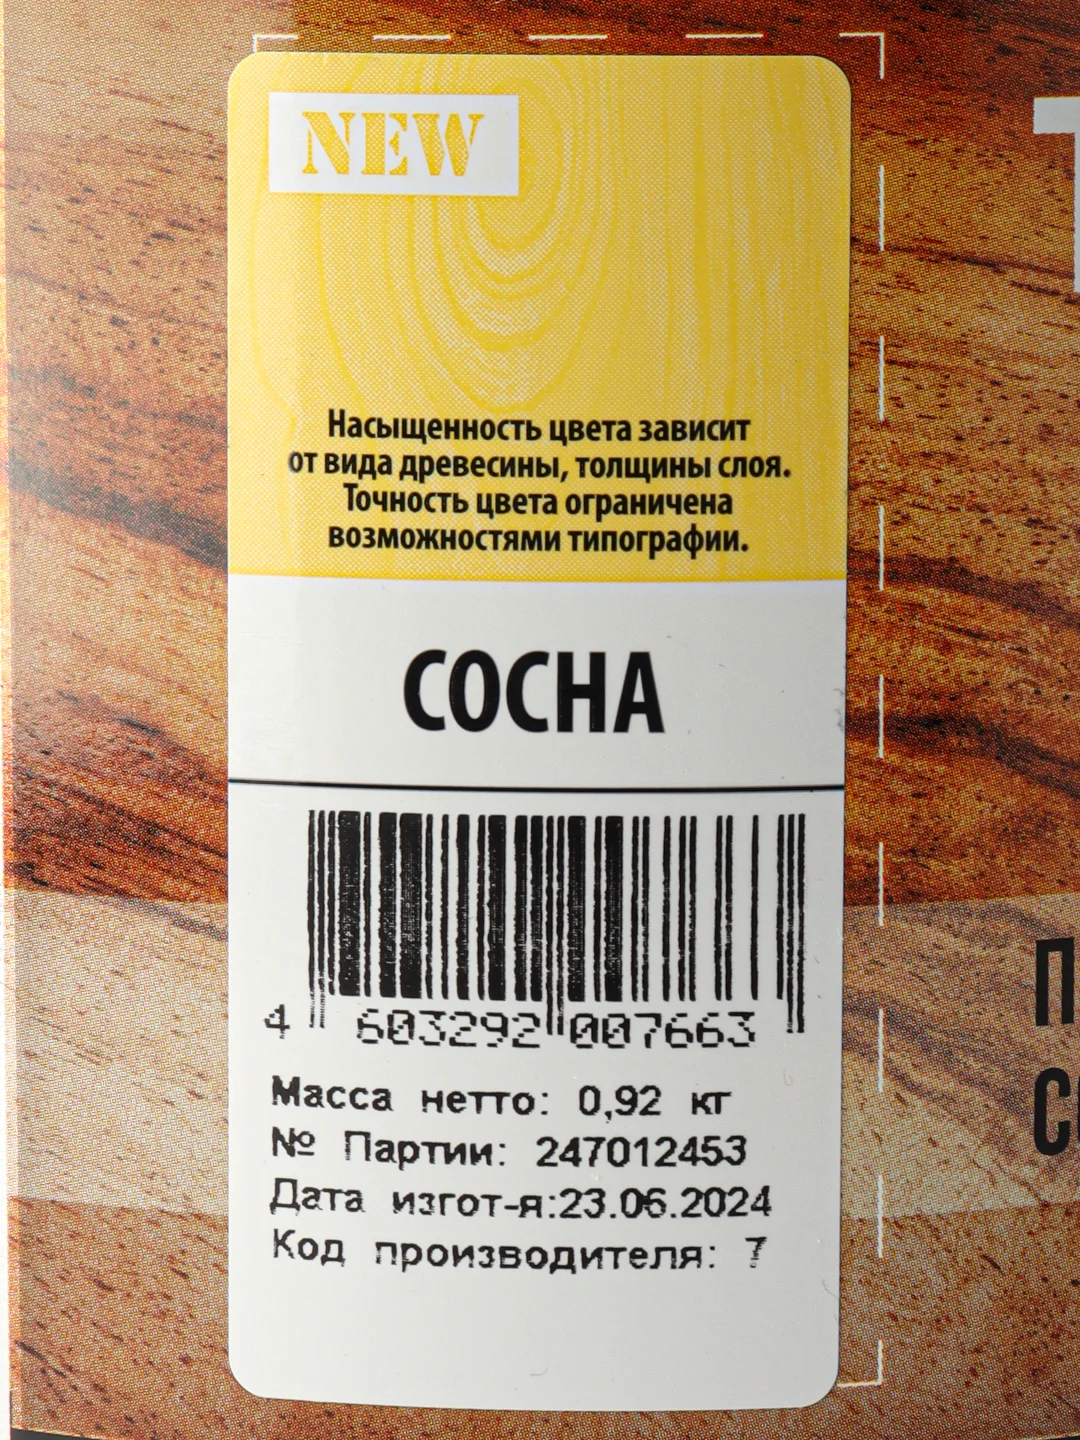 NEW
Насыщенность цвета зависит
от вида древесины, толщины слоя.
Точность цвета ограничена
возможностями типографии.
СОСНА
4 603292 007663
Масса нетто: 0,92 кг
№ Партии: 247012453
Дата изгот-я:23.06.2024
Код производителя: 7